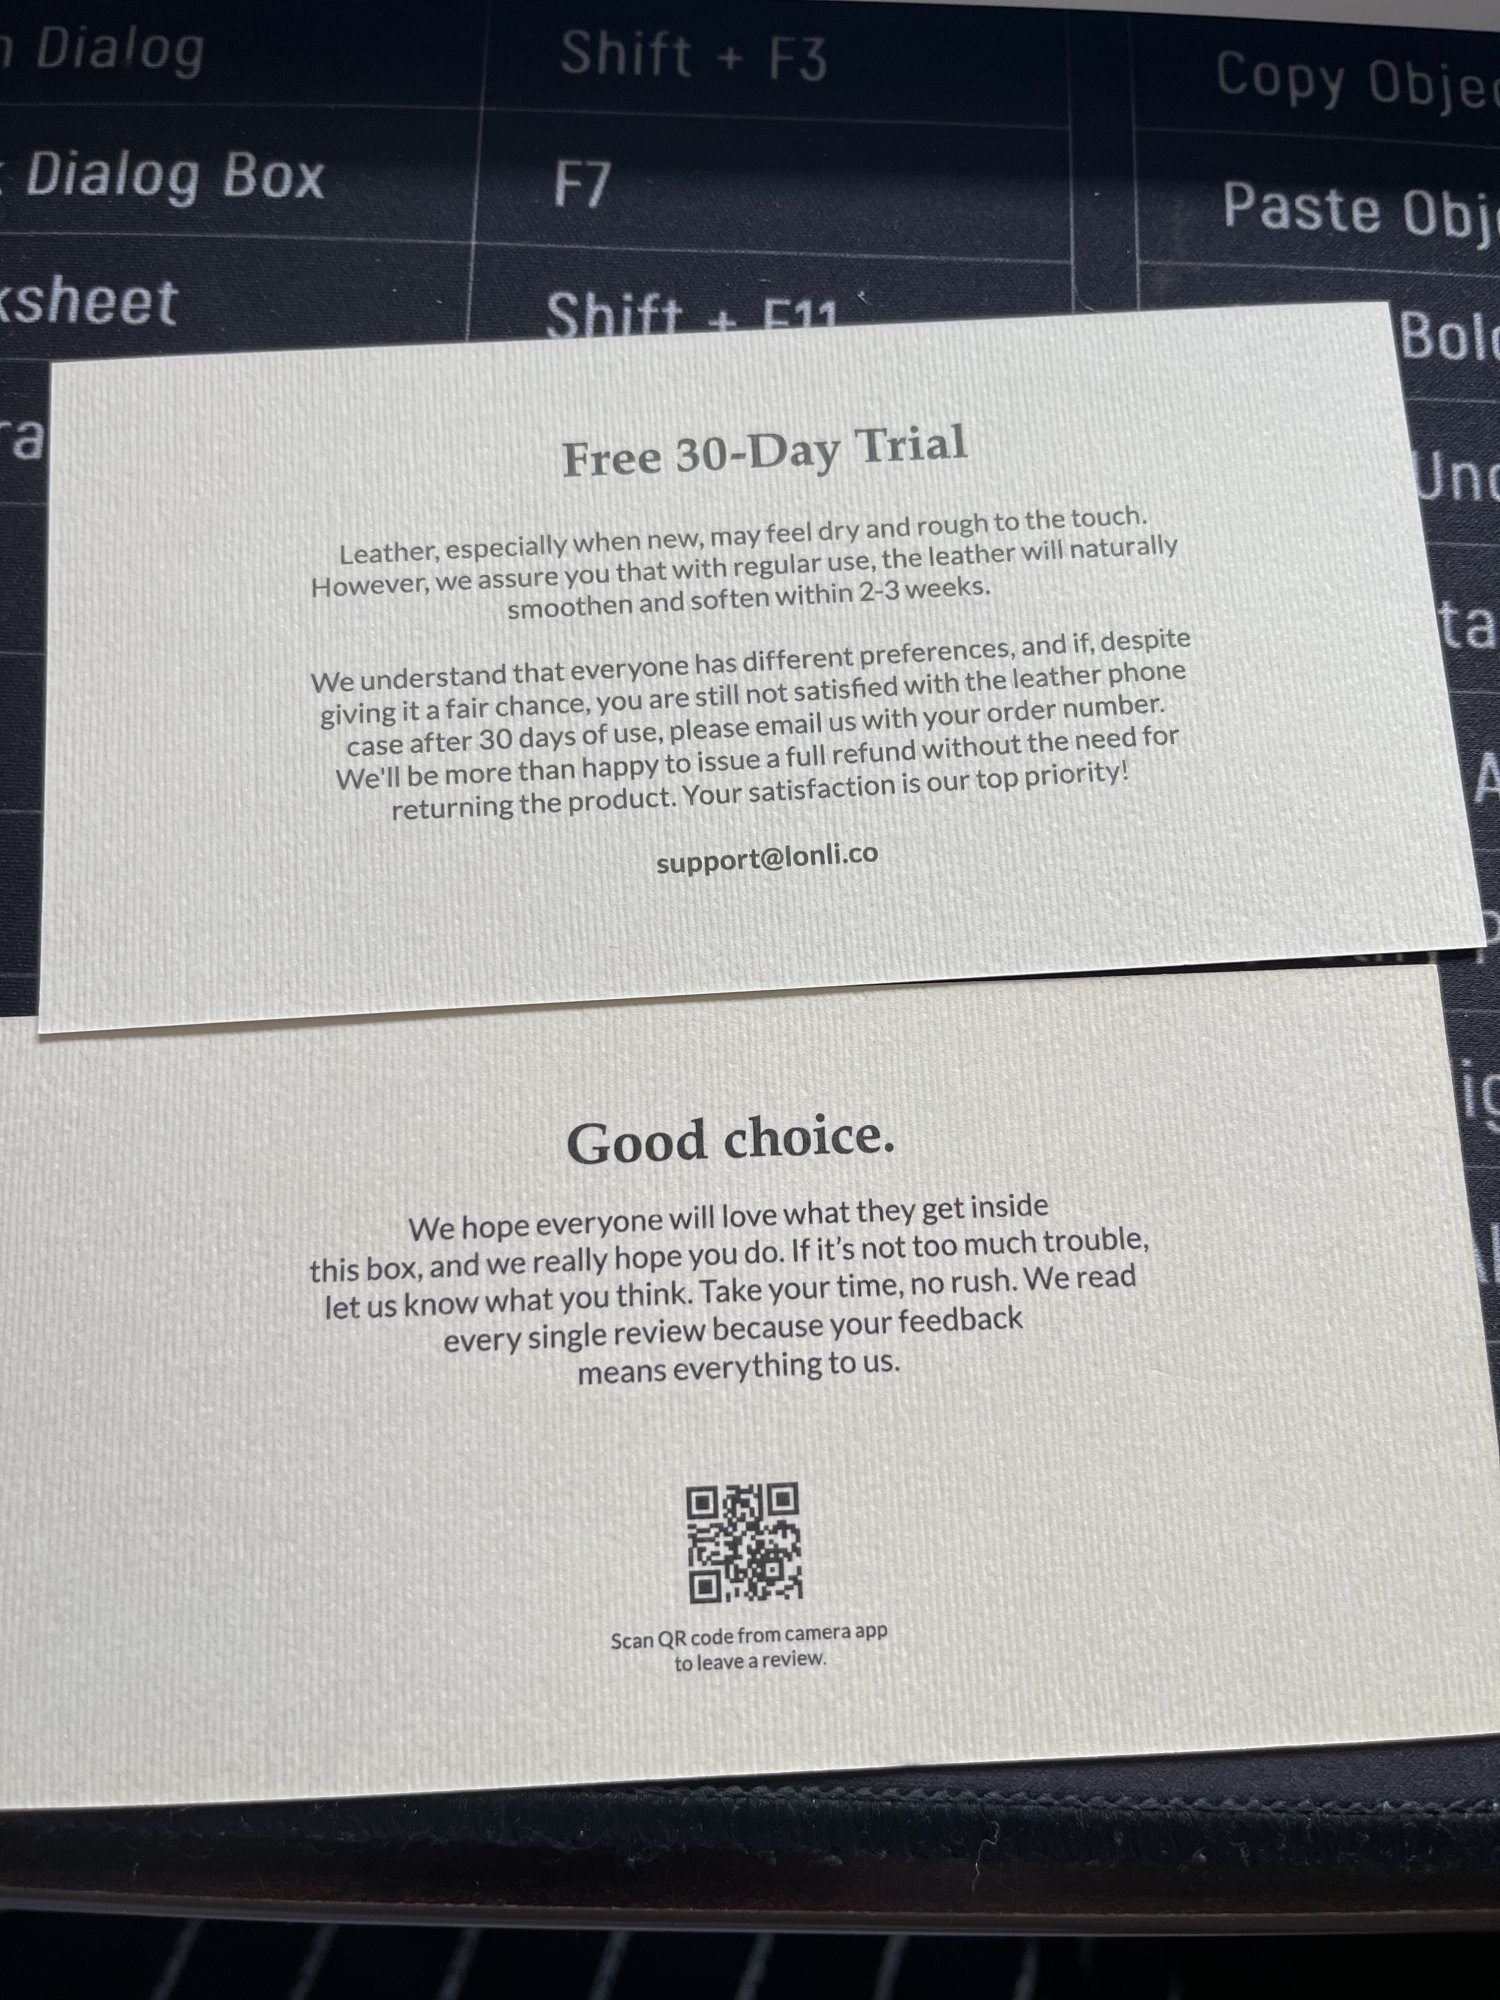 Dialog
Shift + F3
Copy
Dialog Box
F7
Paste
Shift + F11
Free 30-Day Trial
Leather, especially when new, may feel dry and rough to the touch.
However, we assure you that with regular use, the leather will naturally
smoothen and soften within 2-3 weeks.
We understand that everyone has different preferences, and if, despite
giving it a fair chance, you are still not satisfied with the leather phone
case after 30 days of use, please email us with your order number.
We'll be more than happy to issue a full refund without the need for
returning the product. Your satisfaction is our top priority!
support@lonli.co
Good choice.
We hope everyone will love what they get inside
this box, and we really hope you do. If it’s not too much trouble,
let us know what you think. Take your time, no rush. We read
every single review because your feedback
means everything to us.
Scan QR code from camera app
to leave a review.